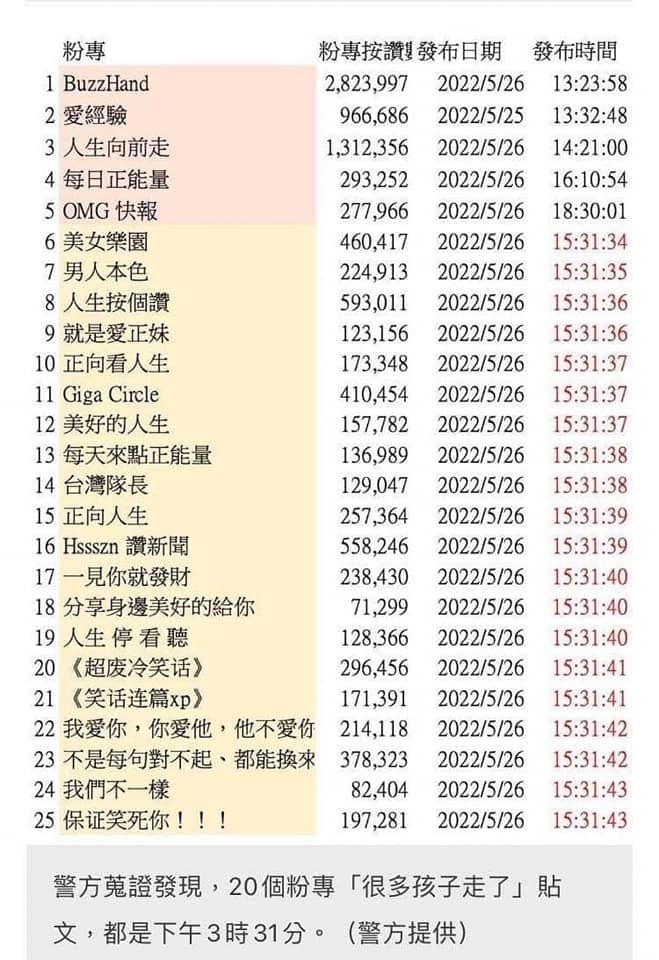 粉專 粉專按讚數 發布日期 發布時間
1 BuzzHand 2,823,997 2022/5/26 13:23:58
2 愛經驗 966,686 2022/5/25 13:32:48
3 人生向前走 1,312,356 2022/5/26 14:21:00
4 每日正能量 293,252 2022/5/26 16:10:54
5 OMG 快報 277,966 2022/5/26 18:30:01
6 美女樂園 460,417 2022/5/26 15:31:34
7 男人本色 224,913 2022/5/26 15:31:35
8 人生按個讚 593,011 2022/5/26 15:31:36
9 就是愛正妹 123,156 2022/5/26 15:31:36
10 正向看人生 173,348 2022/5/26 15:31:37
11 Giga Circle 410,454 2022/5/26 15:31:37
12 美好的人生 157,782 2022/5/26 15:31:37
13 每天來點正能量 136,989 2022/5/26 15:31:38
14 台灣隊長 129,047 2022/5/26 15:31:38
15 正向人生 257,364 2022/5/26 15:31:39
16 Hssszn 讚新聞 558,246 2022/5/26 15:31:39
17 一見你就發財 238,430 2022/5/26 15:31:40
18 分享身邊美好的給你 71,299 2022/5/26 15:31:40
19 人生 停 看 聽 128,366 2022/5/26 15:31:40
20 《超废冷笑话》 296,456 2022/5/26 15:31:41
21 《笑话连篇xp》 171,391 2022/5/26 15:31:41
22 我愛你，你愛他，他不愛你 214,118 2022/5/26 15:31:42
23 不是每句對不起、都能換來 378,323 2022/5/26 15:31:42
24 我們不一樣 82,404 2022/5/26 15:31:43
25 保证笑死你！！！ 197,281 2022/5/26 15:31:43
警方蒐證發現，20個粉專「很多孩子走了」貼
文，都是下午3時31分。（警方提供）